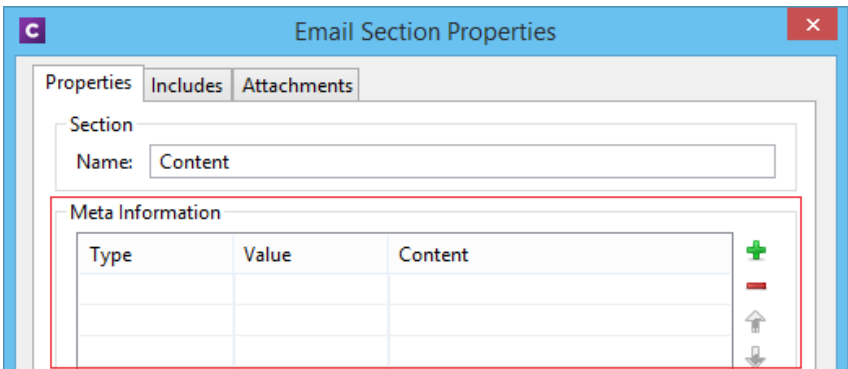 C
Email Section Properties
Properties Includes Attachments
Section
Name: Content
Meta Information
Type Value Content